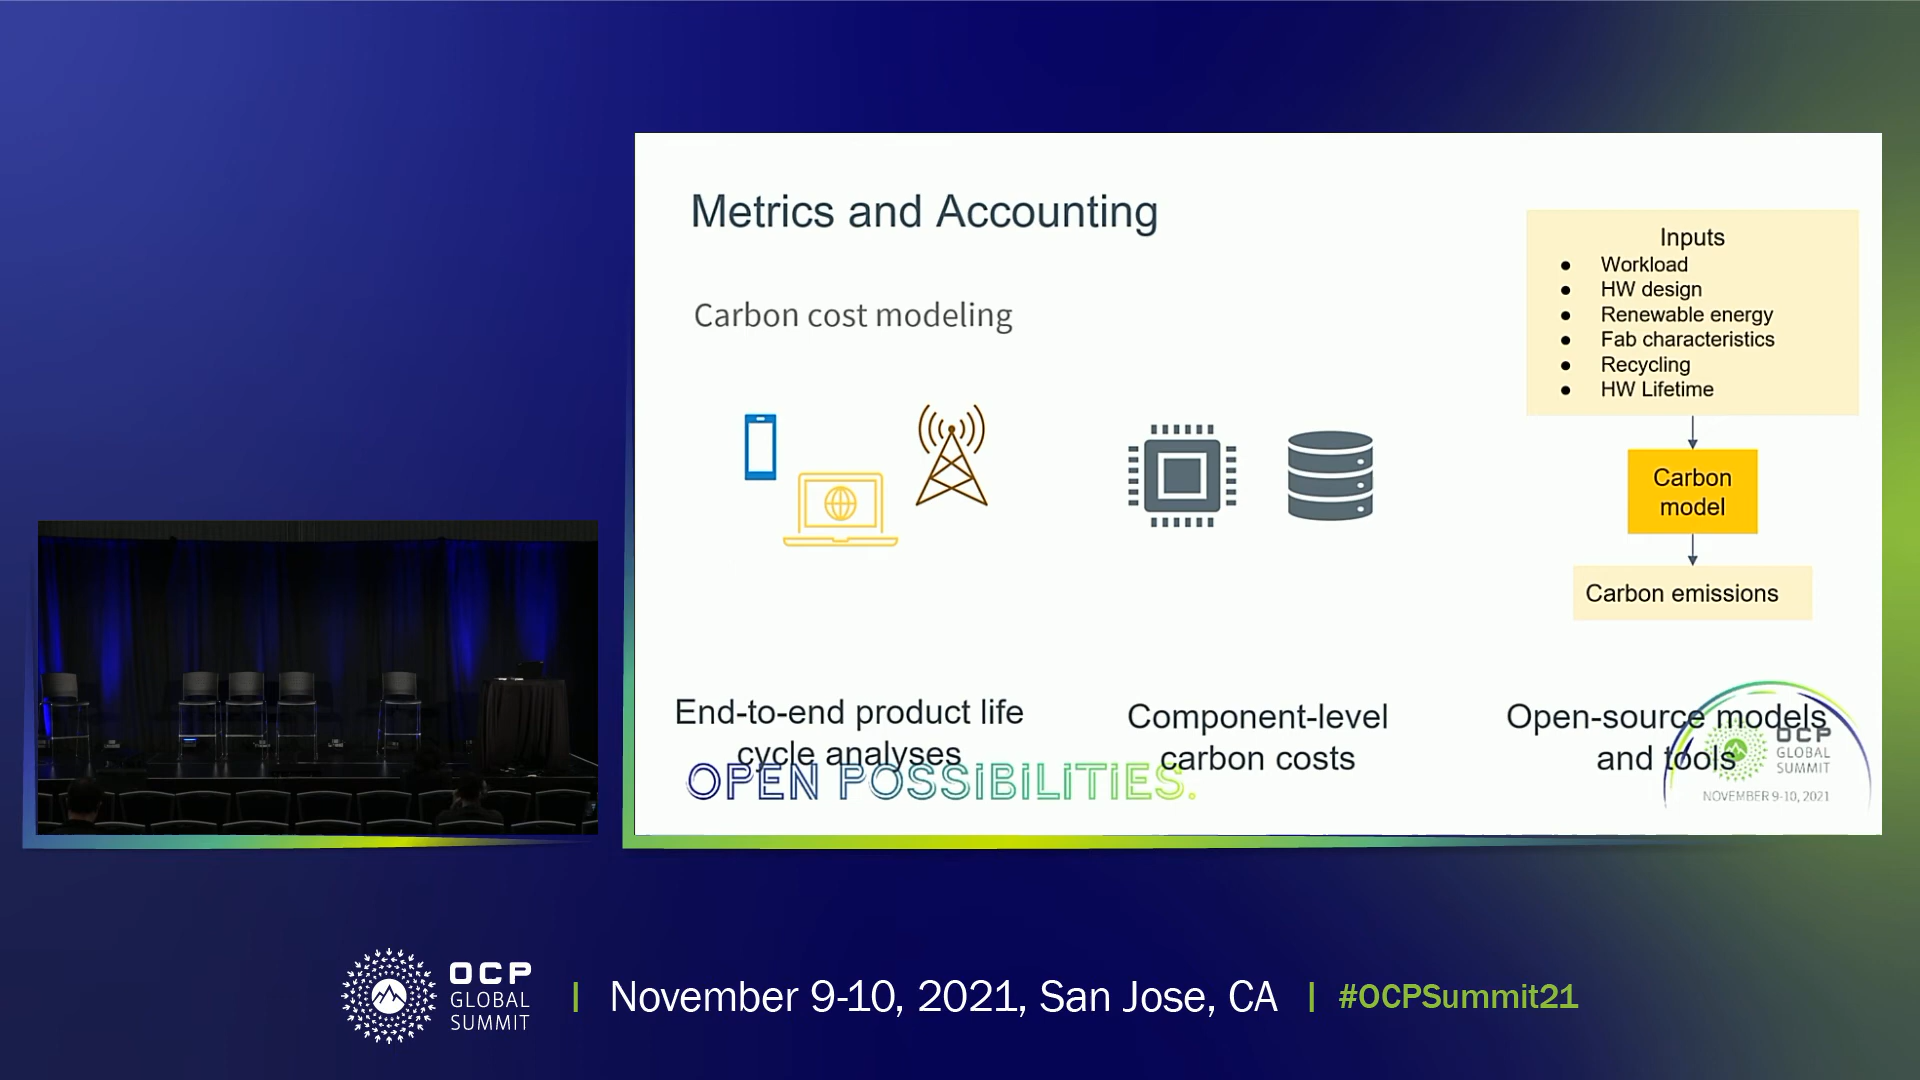 Metrics and Accounting
Carbon cost modeling
Inputs
● Workload
● HW design
● Renewable energy
● Fab characteristics
● Recycling
● HW Lifetime
Carbon
model
Carbon emissions
End-to-end product life
cycle analyses
Component-level
carbon costs
Open-source models
and tools
OPEN POSSIBILITIES.
OCP
GLOBAL
SUMMIT
NOVEMBER 9-10, 2021
OCP
GLOBAL
SUMMIT
| November 9-10, 2021, San Jose, CA | #OCPSummit21